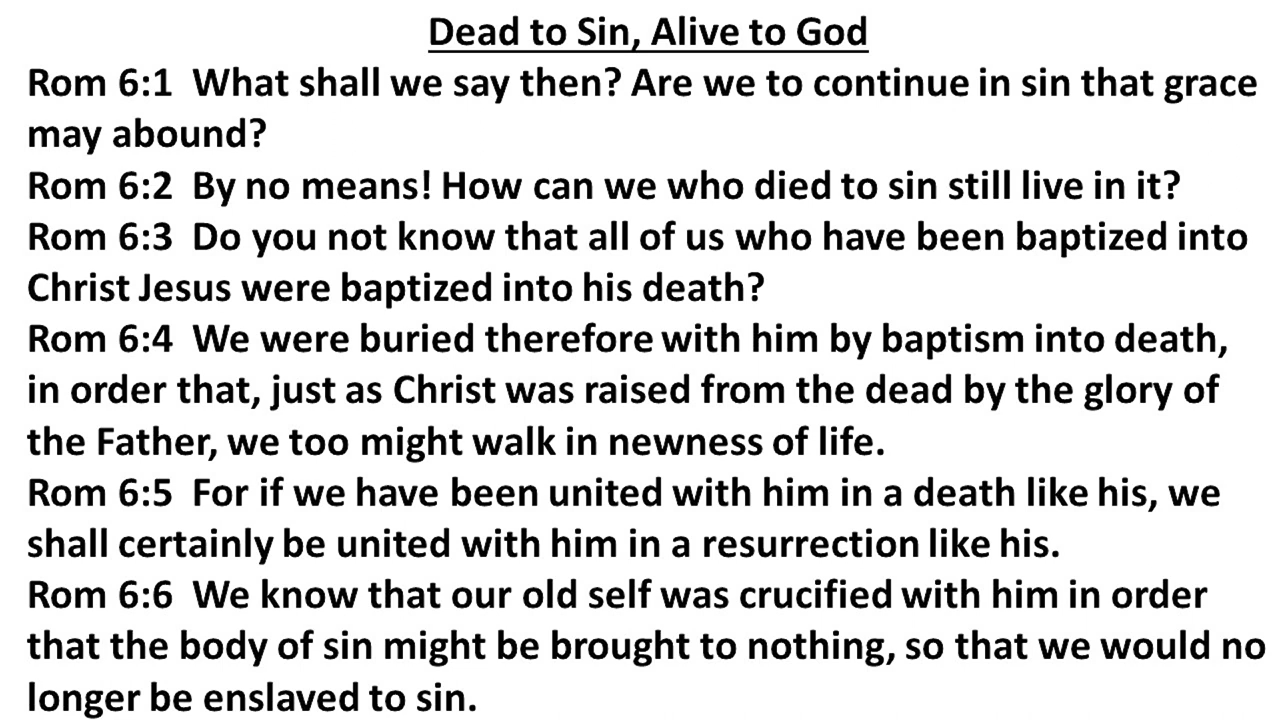 Dead to Sin, Alive to God
Rom 6:1  What shall we say then? Are we to continue in sin that grace
may abound?
Rom 6:2  By no means! How can we who died to sin still live in it?
Rom 6:3  Do you not know that all of us who have been baptized into
Christ Jesus were baptized into his death?
Rom 6:4  We were buried therefore with him by baptism into death,
in order that, just as Christ was raised from the dead by the glory of
the Father, we too might walk in newness of life.
Rom 6:5  For if we have been united with him in a death like his, we
shall certainly be united with him in a resurrection like his.
Rom 6:6  We know that our old self was crucified with him in order
that the body of sin might be brought to nothing, so that we would no
longer be enslaved to sin.